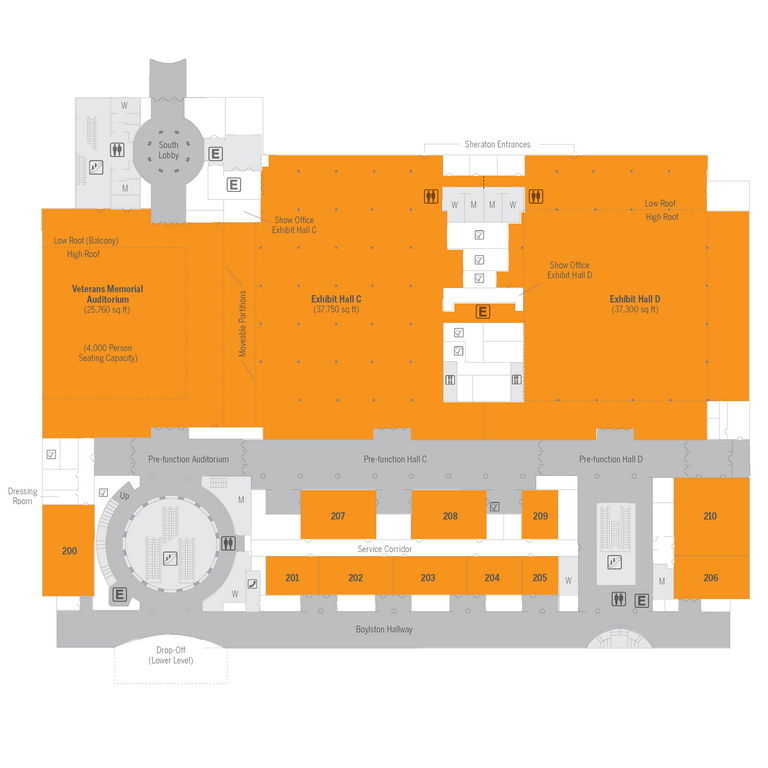 W
South
Lobby
E
M
E
Sheraton Entrances
Show Office
Exhibit Hall C
W M M W
Low Roof
High Roof
Low Roof (Balcony)
High Roof
Show Office
Exhibit Hall D
Veterans Memorial
Auditorium
(25,760 sq ft)
Moveable Partitions
Exhibit Hall C
(37,750 sq ft)
E
Exhibit Hall D
(37,300 sq ft)
(4,000 Person
Seating Capacity)
Pre-function Auditorium
Pre-function Hall C
Pre-function Hall D
Dressing
Room
Up
M
207
208
209
210
200
Service Corridor
201
202
203
204
205
W
M
206
E
W
E
Boylston Hallway
Drop-Off
(Lower Level)